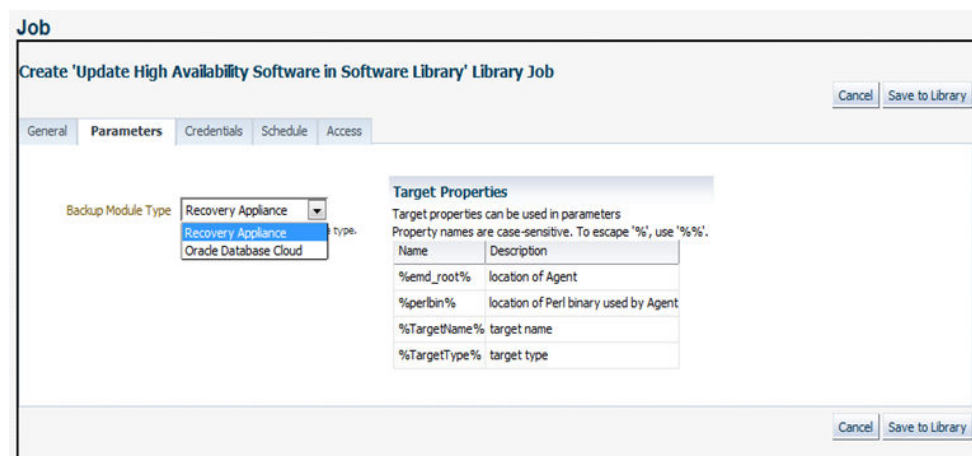 Job
Create 'Update High Availability Software in Software Library' Library Job
Cancel Save to Library
General Parameters Credentials Schedule Access
Backup Module Type Recovery Appliance
Recovery Appliance
Oracle Database Cloud
type.
Target Properties
Target properties can be used in parameters
Property names are case-sensitive. To escape '%', use '%%'.
Name Description
%emd_root% location of Agent
%perlbin% location of Perl binary used by Agent
%TargetName% target name
%TargetType% target type
Cancel Save to Library